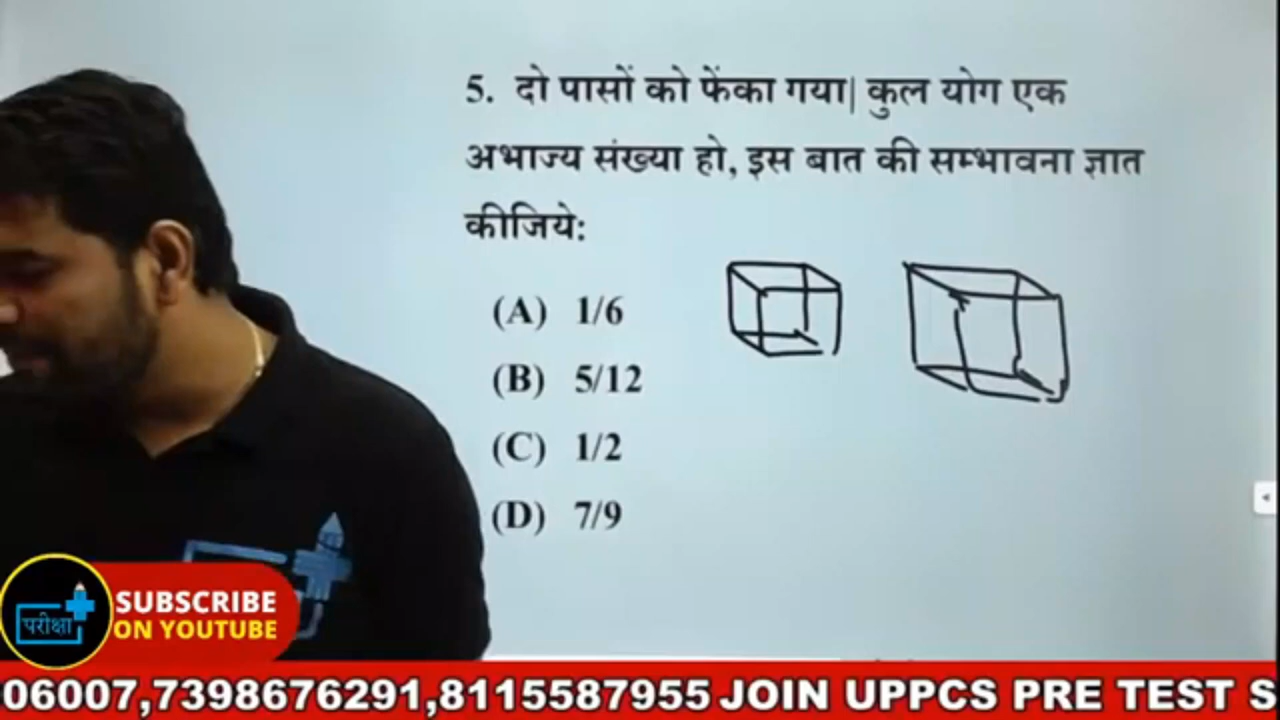 5. दो पासों को फेंका गया| कुल योग एक
अभाज्य संख्या हो, इस बात की सम्भावना ज्ञात
कीजिये:
(A) 1/6
(B) 5/12
(C) 1/2
(D) 7/9
परीक्षा
SUBSCRIBE
ON YOUTUBE
06007,7398676291,8115587955 JOIN UPPCS PRE TEST S